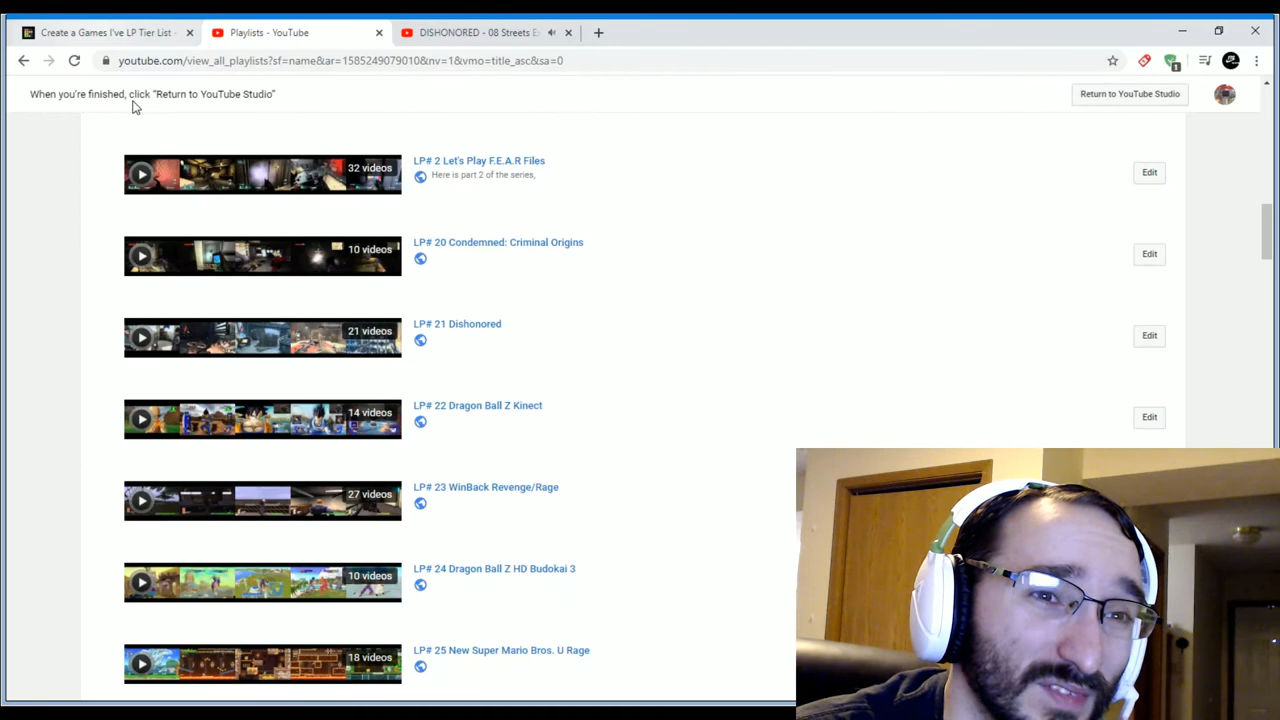 Create a Games I've LP Tier List -
Playlists - YouTube
DISHONORED - 08 Streets E
youtube.com/view_all_playlists?sf=name&ar=1585249079010&nv=1&vmo=title_asc&sa=0
1
When you're finished, click "Return to YouTube Studio"
Return to YouTube Studio
32 videos
LP# 2 Let's Play F.E.A.R Files
Here is part 2 of the series,
Edit
10 videos
LP# 20 Condemned: Criminal Origins
Edit
21 videos
LP# 21 Dishonored
Edit
14 videos
LP# 22 Dragon Ball Z Kinect
Edit
27 videos
LP# 23 WinBack Revenge/Rage
10 videos
LP# 24 Dragon Ball Z HD Budokai 3
18 videos
LP# 25 New Super Mario Bros. U Rage